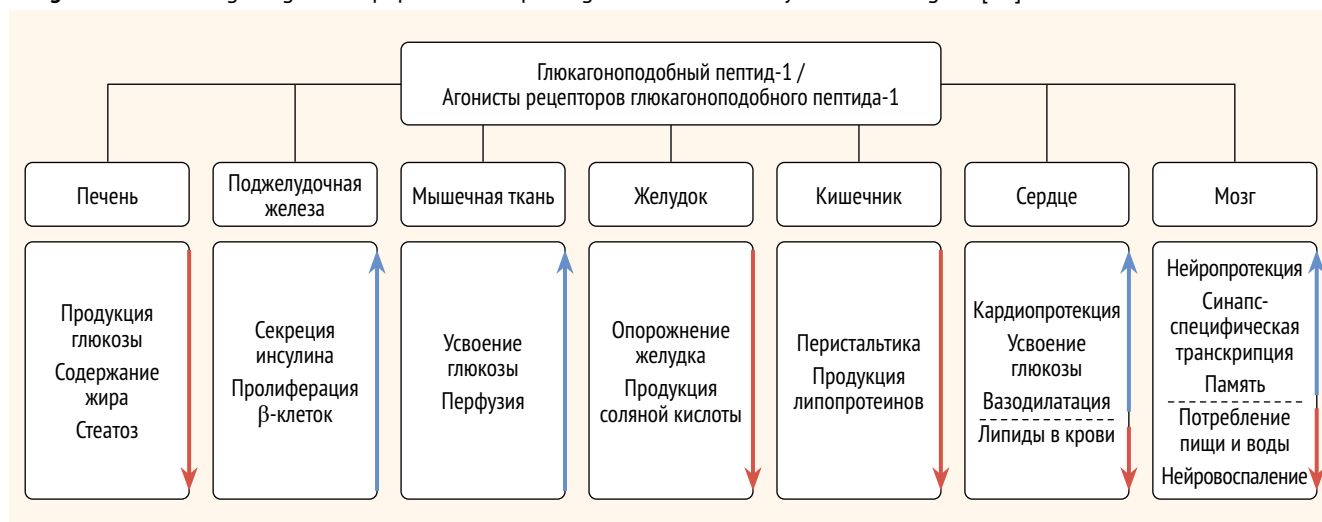 Глюкагоноподобный пептид-1 /
Агонисты рецепторов глюкагоноподобного пептида-1
Печень
Поджелудочная
железа
Мышечная ткань
Желудок
Кишечник
Сердце
Мозг
Продукция
глюкозы
Содержание
жира
Стеатоз
Секреция
инсулина
Пролиферация
β-клеток
Усвоение
глюкозы
Перфузия
Опорожнение
желудка
Продукция
соляной кислоты
Перистальтика
Продукция
липопротеинов
Кардиопротекция
Усвоение
глюкозы
Вазодилатация
Липиды в крови
Нейропротекция
Синапс-
специфическая
транскрипция
Память
Потребление
пищи и воды
Нейровоспаление